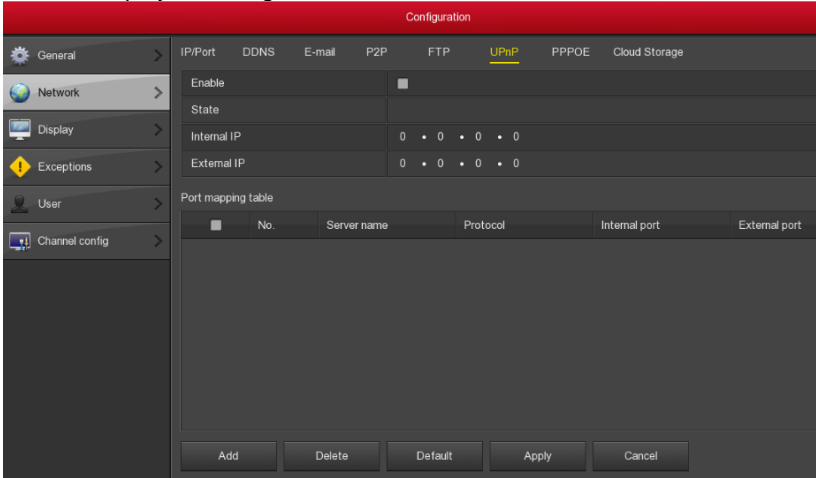 Configuration
General
Network
Display
Exceptions
User
Channel config
IP/Port DDNS E-mail P2P FTP UPnP PPPOE Cloud Storage
Enable
State
Internal IP 0 • 0 • 0 • 0
External IP 0 • 0 • 0 • 0
Port mapping table
No. Server name Protocol Internal port External port
Add Delete Default Apply Cancel